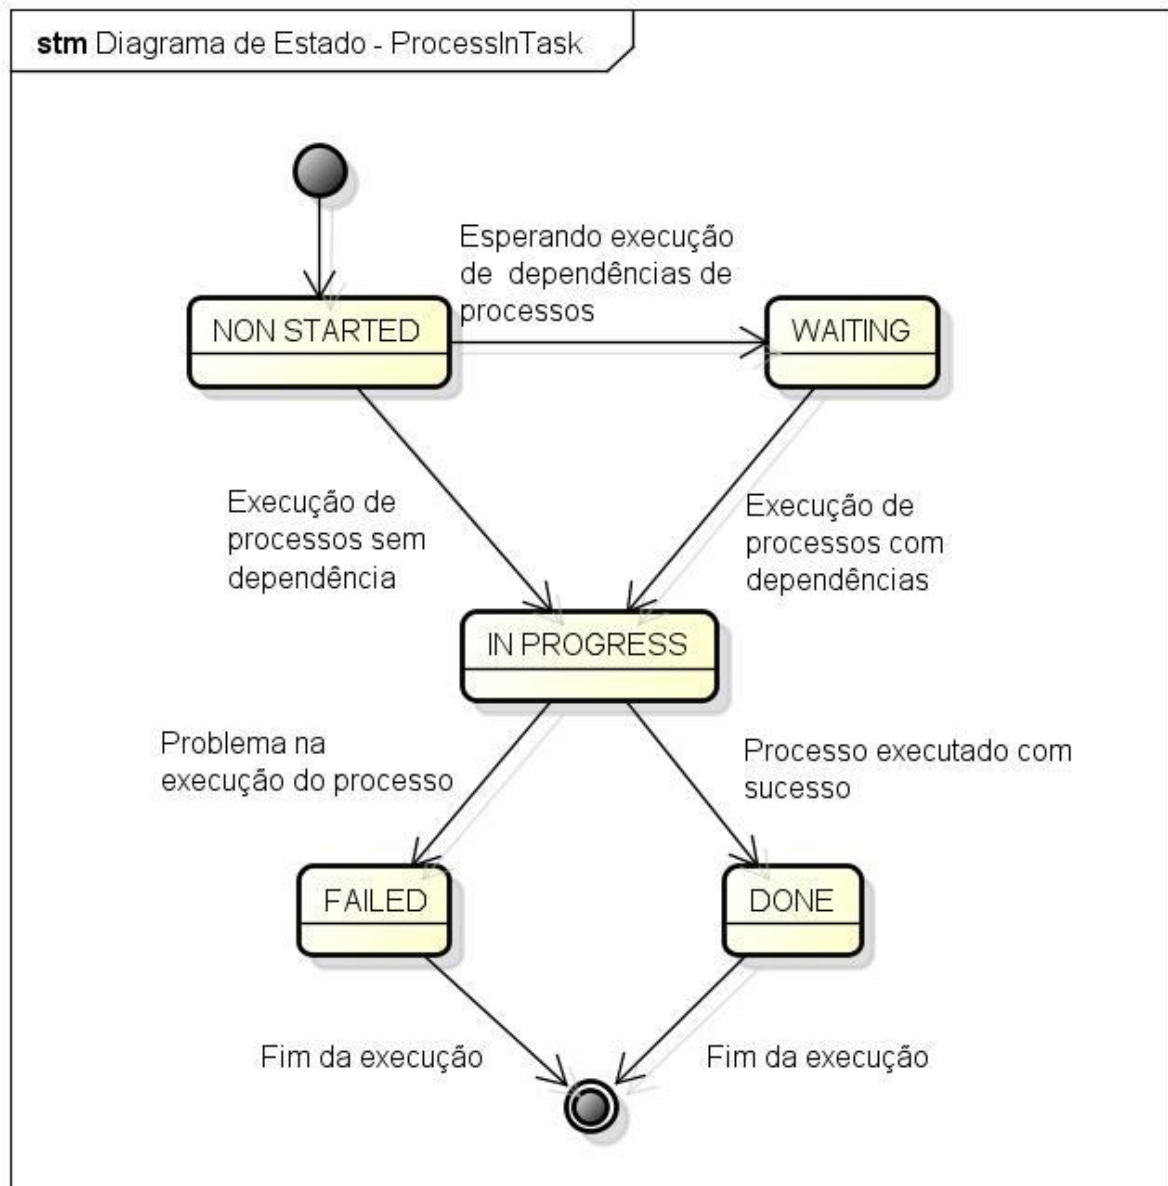 stm Diagrama de Estado - ProcessInTask
Esperando execução
de dependências de
processos
NON STARTED
WAITING
Execução de
processos sem
dependência
Execução de
processos com
dependências
IN PROGRESS
Problema na
execução do processo
Processo executado com
sucesso
FAILED
DONE
Fim da execução
Fim da execução